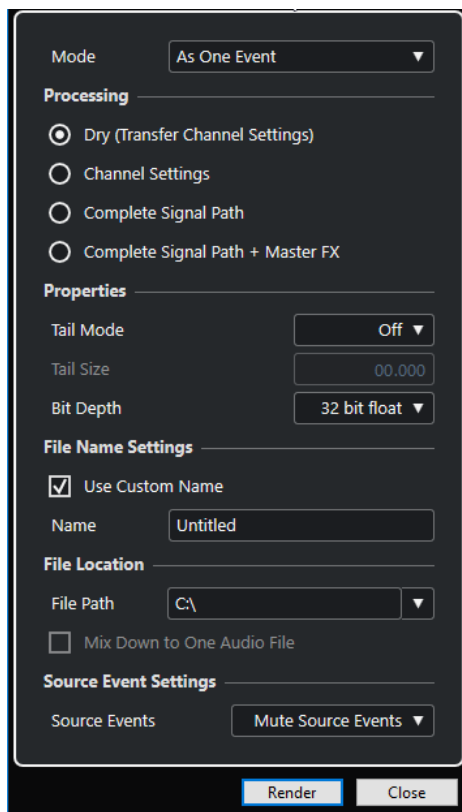 Mode As One Event
Processing
Dry (Transfer Channel Settings)
Channel Settings
Complete Signal Path
Complete Signal Path + Master FX
Properties
Tail Mode Off
Tail Size 00.000
Bit Depth 32 bit float
File Name Settings
Use Custom Name
Name Untitled
File Location
File Path C:\
Mix Down to One Audio File
Source Event Settings
Source Events Mute Source Events
Render Close